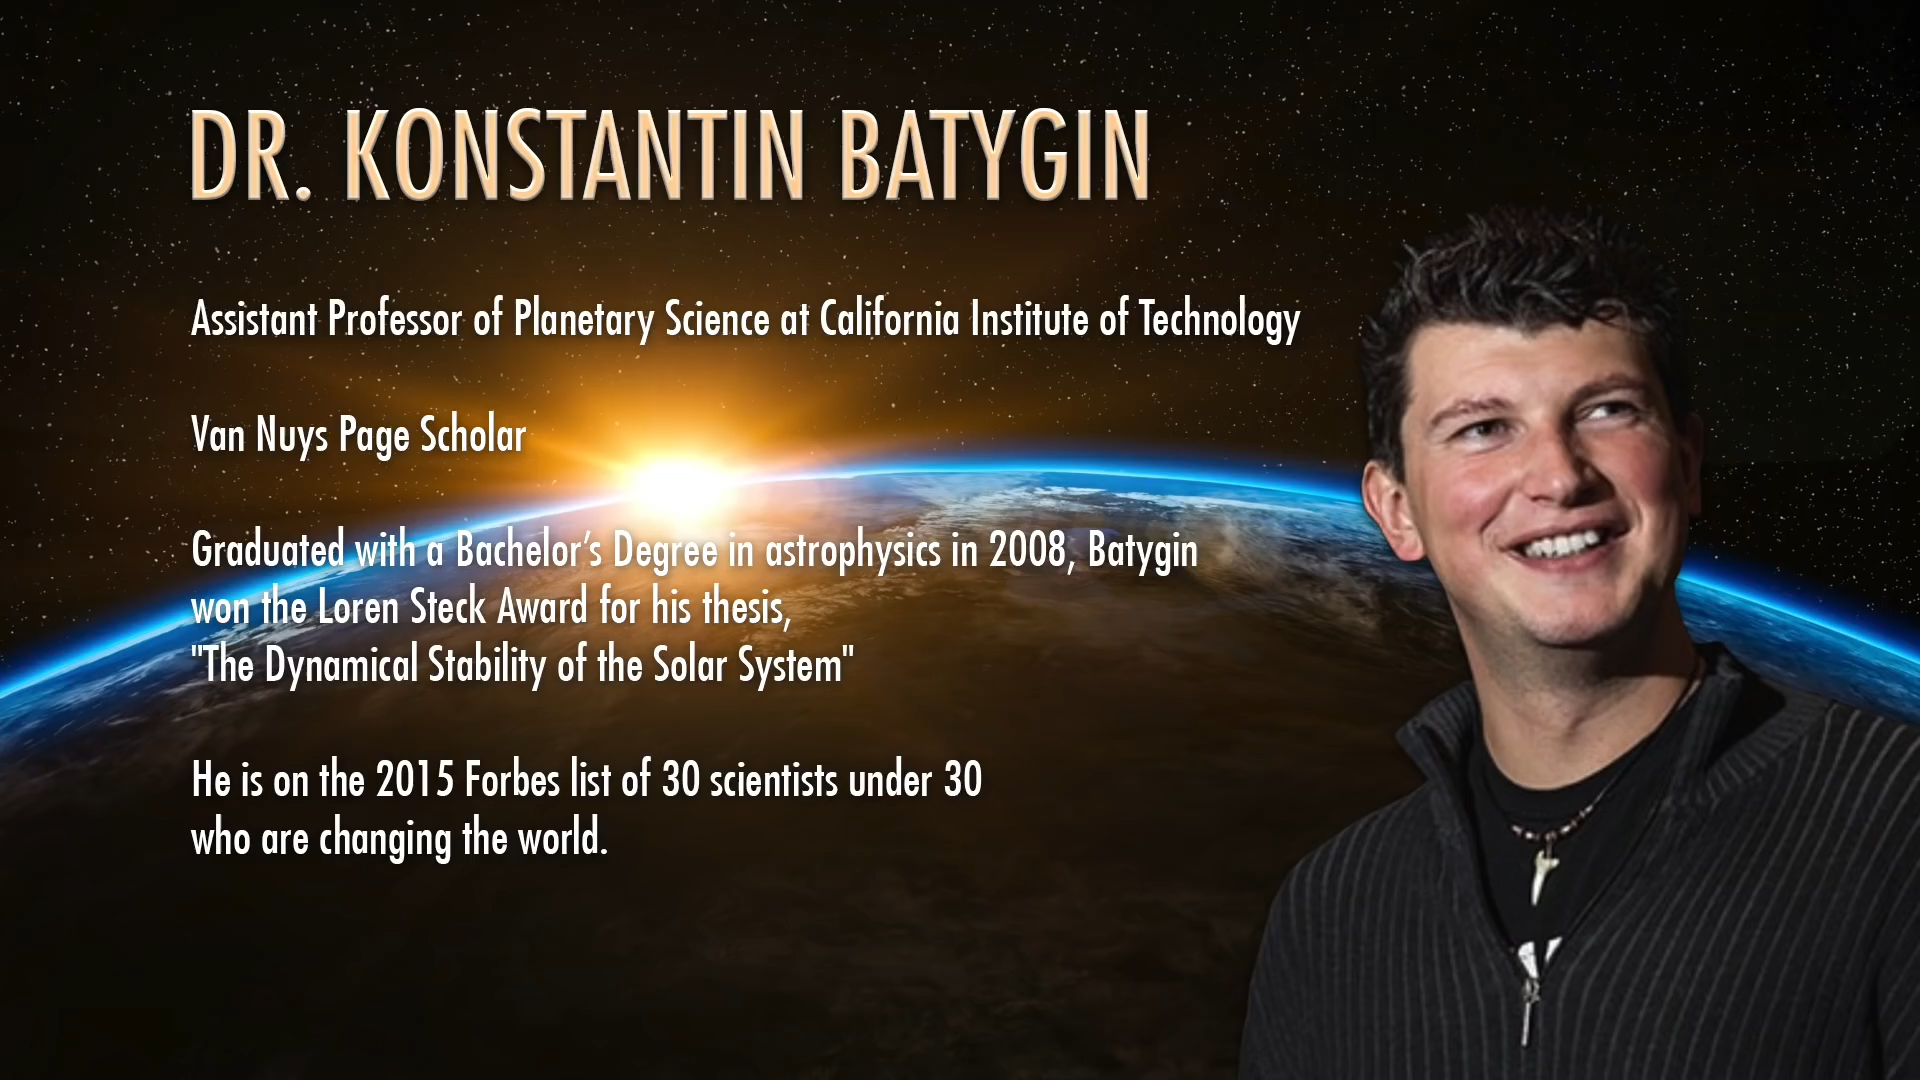 DR. KONSTANTIN BATYGIN
Assistant Professor of Planetary Science at California Institute of Technology
Van Nuys Page Scholar
Graduated with a Bachelor’s Degree in astrophysics in 2008, Batygin
won the Loren Steck Award for his thesis,
"The Dynamical Stability of the Solar System"
He is on the 2015 Forbes list of 30 scientists under 30
who are changing the world.